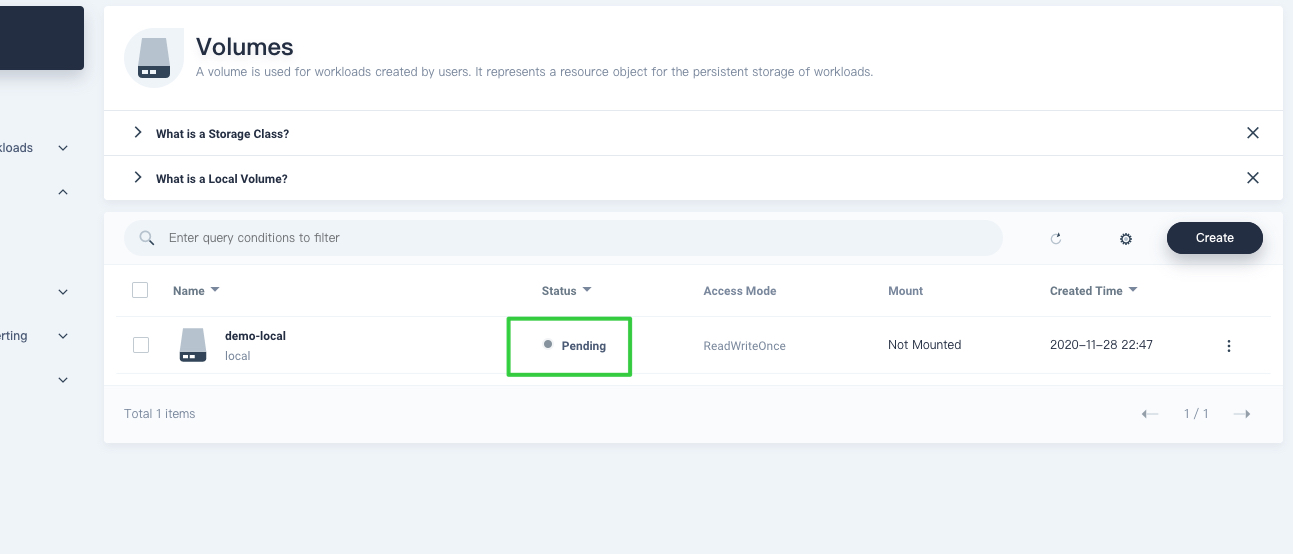 Volumes
A volume is used for workloads created by users. It represents a resource object for the persistent storage of workloads.
What is a Storage Class?
What is a Local Volume?
Enter query conditions to filter
Create
Name Status Access Mode Mount Created Time
demo-local
local
Pending ReadWriteOnce Not Mounted 2020-11-28 22:47
Total 1 items 1 / 1